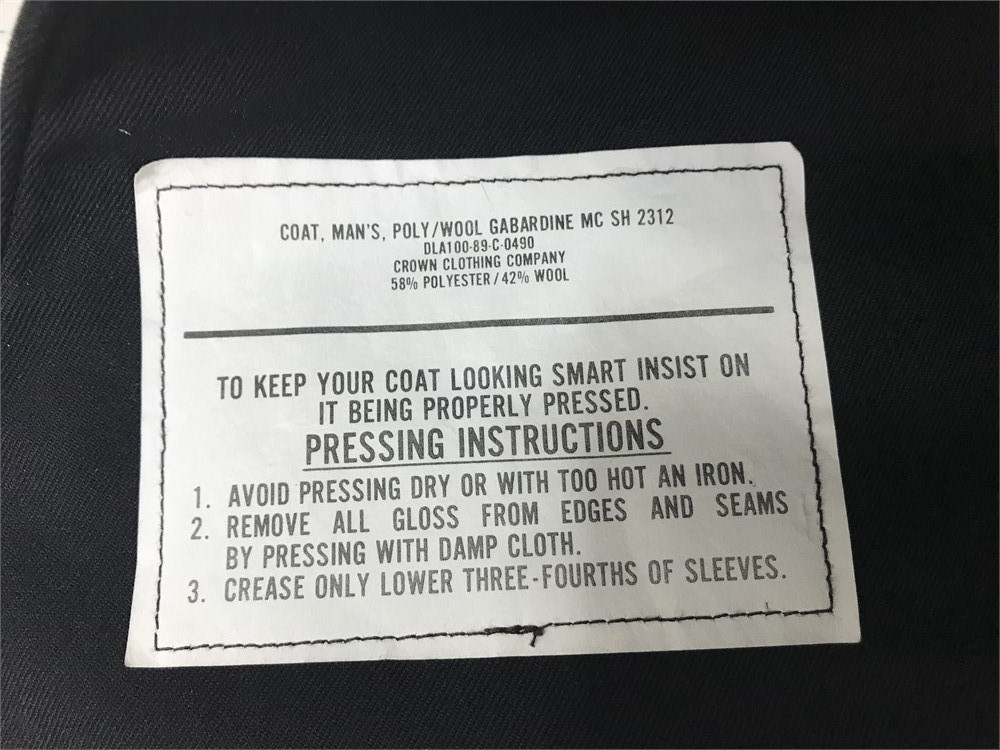 COAT, MAN'S, POLY/WOOL GABARDINE MC SH 2312
DLA100-89-C-0490
CROWN CLOTHING COMPANY
58% POLYESTER / 42% WOOL
TO KEEP YOUR COAT LOOKING SMART INSIST ON
IT BEING PROPERLY PRESSED.
PRESSING INSTRUCTIONS
1. AVOID PRESSING DRY OR WITH TOO HOT AN IRON.
2. REMOVE ALL GLOSS FROM EDGES AND SEAMS
BY PRESSING WITH DAMP CLOTH.
3. CREASE ONLY LOWER THREE-FOURTHS OF SLEEVES.